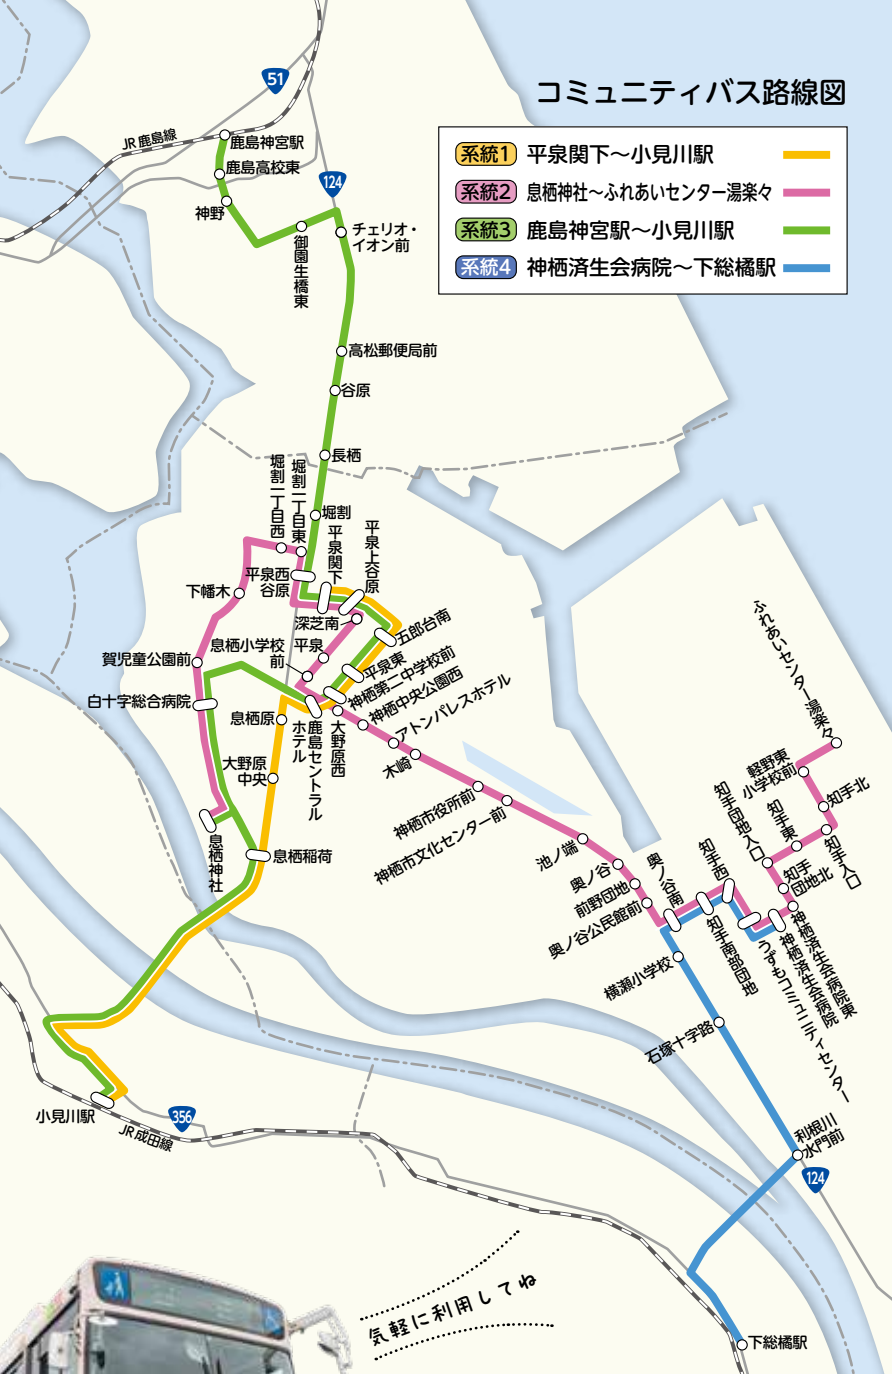 コミュニティバス路線図
系統1 平泉関下～小見川駅
系統2 息栖神社～ふれあいセンター湯楽々
系統3 鹿島神宮駅～小見川駅
系統4 神栖済生会病院～下総橘駅
51
JR鹿島線
鹿島神宮駅
鹿島高校東
124
神野
御園生橋東
チェリオ・
イオン前
高松郵便局前
谷原
長栖
堀割一丁目西
堀割一丁目東
堀割
平泉関下
平泉上谷原
平泉西
谷原
下幡木
深芝南
五郎台南
息栖小学校
前
平泉
賀児童公園前
平泉東
神栖第二中学校前
白十字総合病院
神栖中央公園西
アトンパレスホテル
息栖原
鹿島セントラル
ホテル
大野原西
木崎
大野原
中央
神栖市役所前
神栖市文化センター前
息栖神社
息栖稲荷
池ノ端
奥ノ谷
前野団地
奥ノ谷公民館前
奥ノ谷南
知手西
知手南部団地
ふれあいセンター湯楽々
軽野東
小学校前
知手北
知手団地入口
知手東
知手入口
知手
団地北
神栖済生会病院東
神栖済生会病院
うずもコミュニティセンター
横瀬小学校
石塚十字路
利根川
水門前
124
小見川駅
356
JR成田線
下総橘駅
気軽に利用してね